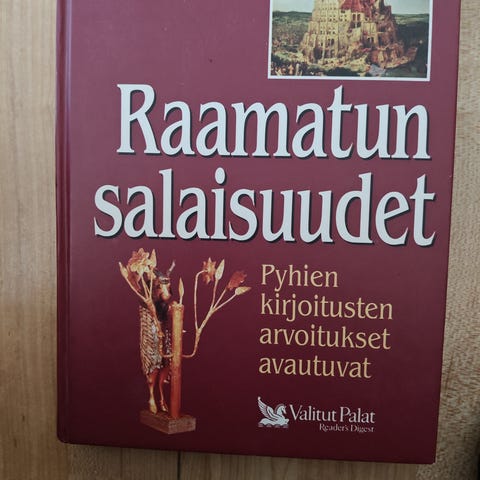 Raamatun
salaisuudet
Pyhien
kirjoitusten
arvoitukset
avautuvat
Valitut Palat
Reader's Digest